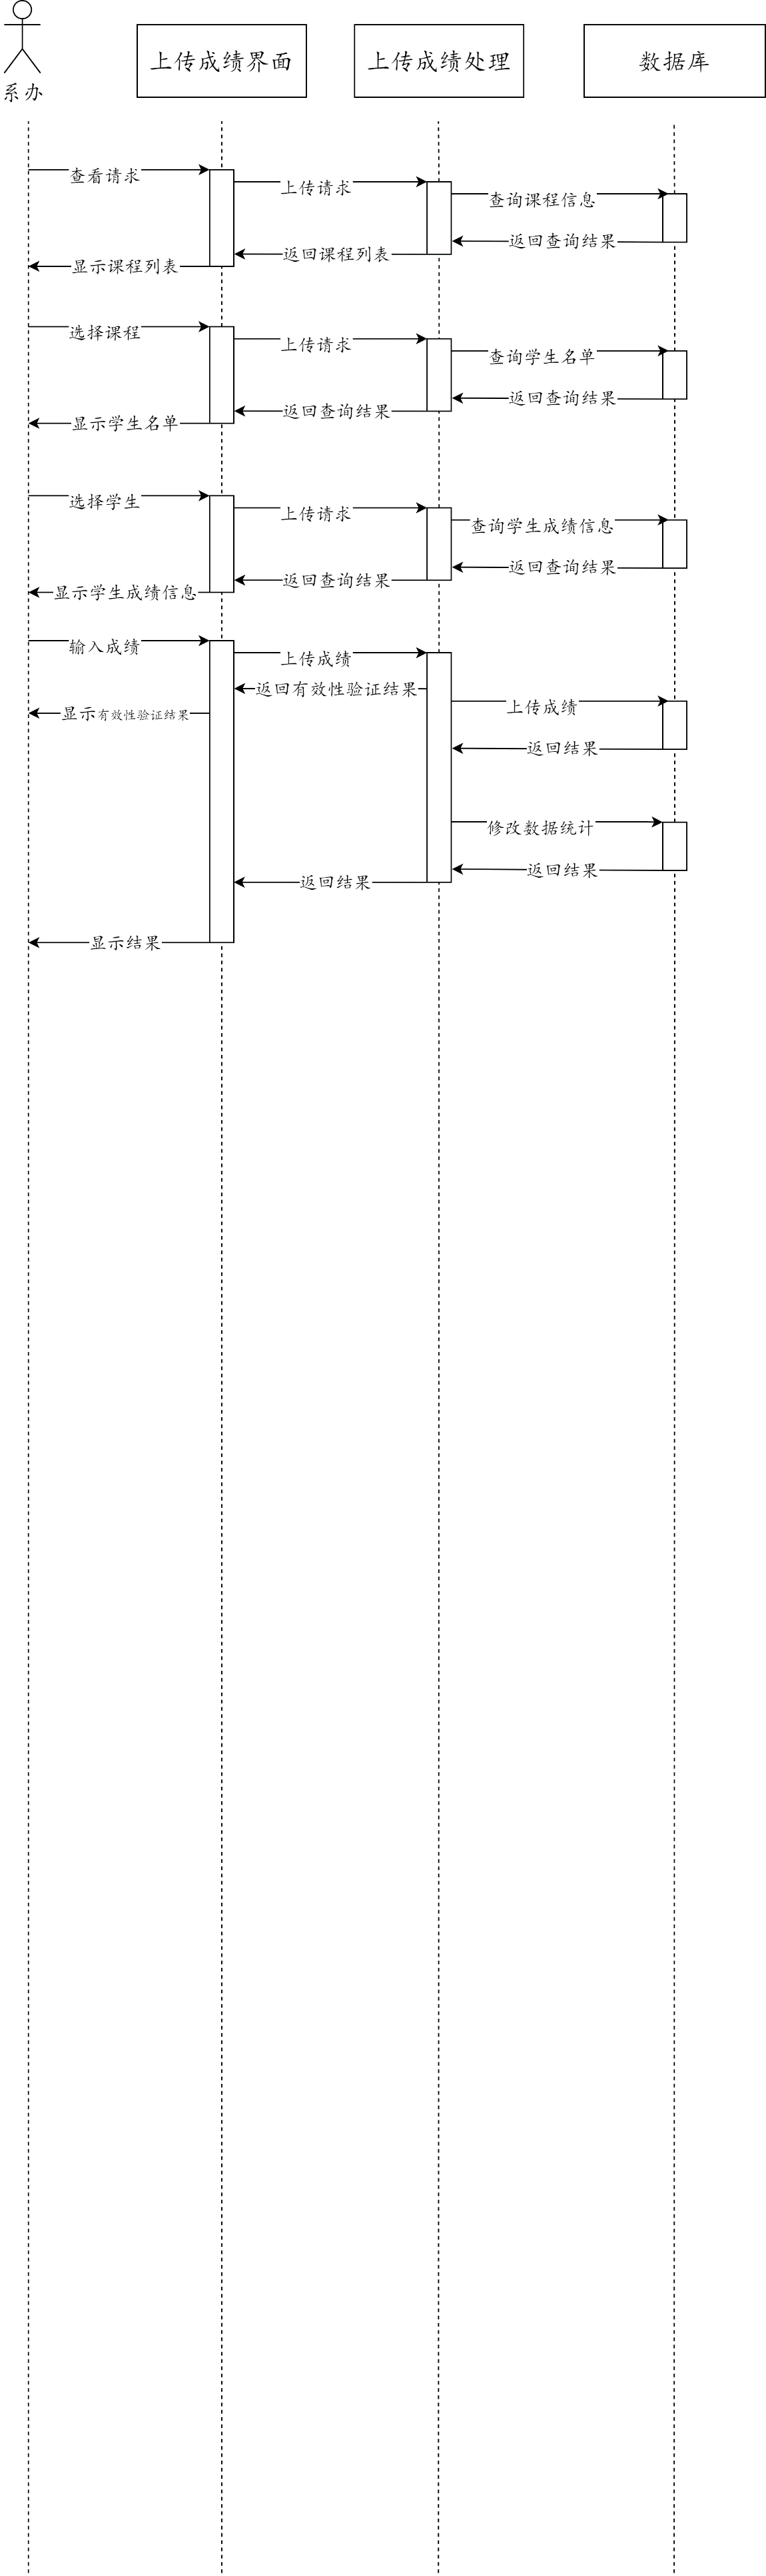 系办
上传成绩界面
上传成绩处理
数据库
查看请求
上传请求
查询课程信息
返回查询结果
返回课程列表
显示课程列表
选择课程
上传请求
查询学生名单
返回查询结果
返回查询结果
显示学生名单
选择学生
上传请求
查询学生成绩信息
返回查询结果
返回查询结果
显示学生成绩信息
输入成绩
上传成绩
返回有效性验证结果
显示有效性验证结果
上传成绩
返回结果
修改数据统计
返回结果
返回结果
显示结果